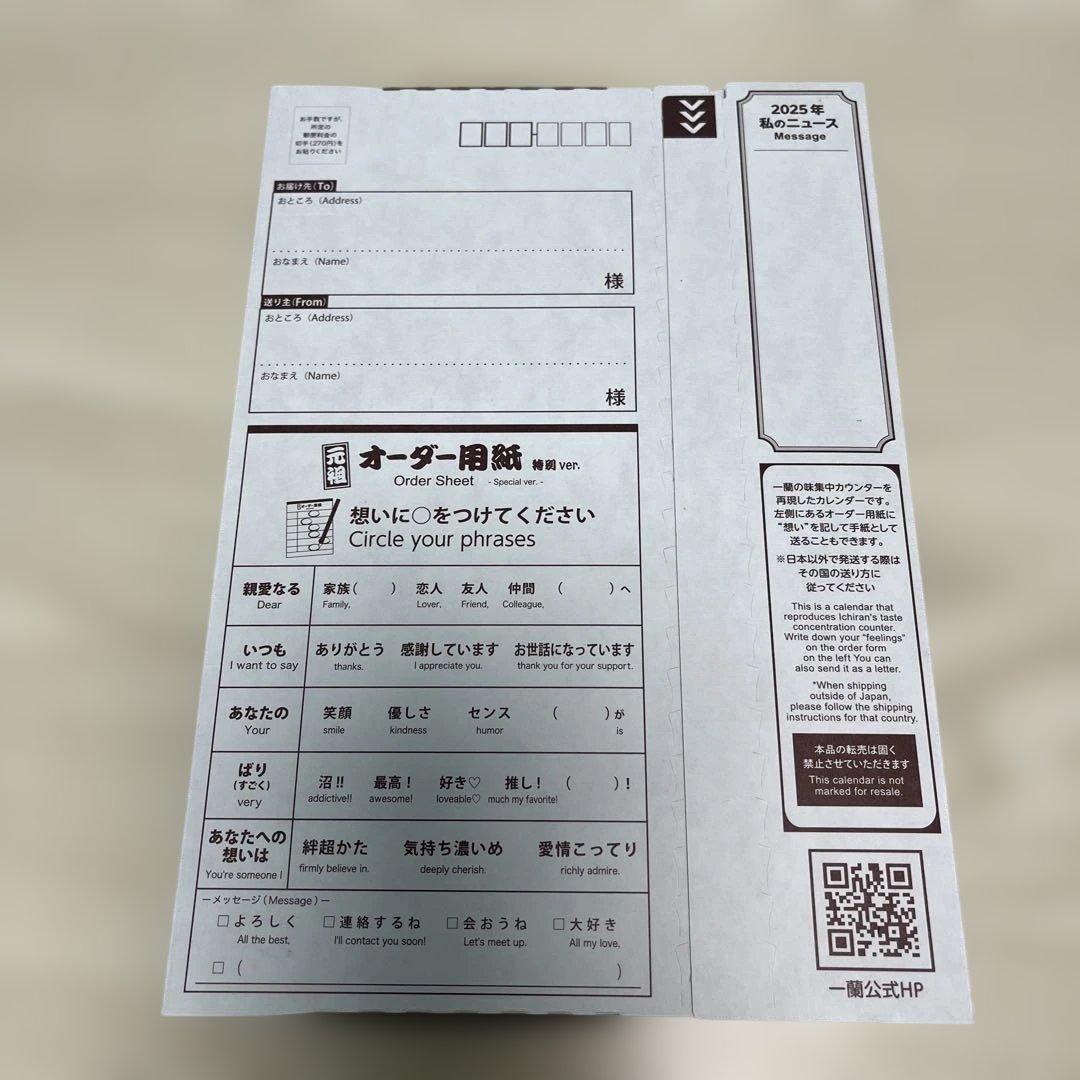 お手数ですが、
所定の
郵便料金の
切手(270円)を
お貼りください
お届け先(To)
おところ (Address)
おなまえ (Name)
様
送り主(From)
おところ (Address)
おなまえ (Name)
様
元祖 オーダー用紙 特別 ver.
Order Sheet - Special ver. -
オーダー用紙
想いに○をつけてください
Circle your phrases
親愛なる 家族( ) 恋人 友人 仲間 ( )へ
Dear Family, Lover, Friend, Colleague,
いつも ありがとう 感謝しています お世話になっています
I want to say thanks. I appreciate you. thank you for your support.
あなたの 笑顔 優しさ センス ( )が
Your smile kindness humor is
ばり 沼!! 最高! 好き♡ 推し! ( )!
(すごく)
very addictive!! awesome! loveable♡ much my favorite!
あなたへの
想いは 絆超かた 気持ち濃いめ 愛情こってり
You're someone I firmly believe in. deeply cherish. richly admire.
ーメッセージ(Message)ー
□よろしく □連絡するね □会おうね □大好き
All the best, I'll contact you soon! Let's meet up. All my love,
□ ( )
2025年
私のニュース
Message
一蘭の味集中カウンターを
再現したカレンダーです。
左側にあるオーダー用紙に
“想い”を記して手紙として
送ることもできます。
※日本以外で発送する際は
その国の送り方に
従ってください
This is a calendar that
reproduces Ichiran's taste
concentration counter.
Write down your “feelings”
on the order form
on the left You can
also send it as a letter.
*When shipping
outside of Japan,
please follow the shipping
instructions for that country.
本品の転売は固く
禁止させていただきます
This calendar is not
marked for resale.
一蘭公式HP